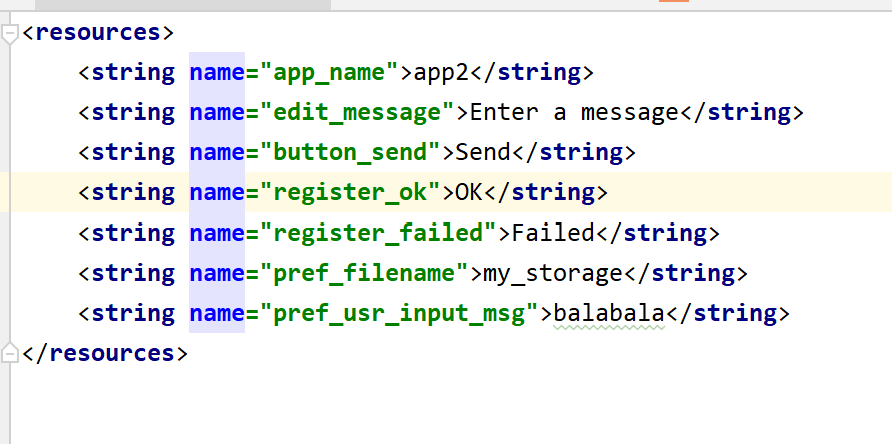 <resources>
    <string name="app_name">app2</string>
    <string name="edit_message">Enter a message</string>
    <string name="button_send">Send</string>
    <string name="register_ok">OK</string>
    <string name="register_failed">Failed</string>
    <string name="pref_filename">my_storage</string>
    <string name="pref_usr_input_msg">balabala</string>
</resources>